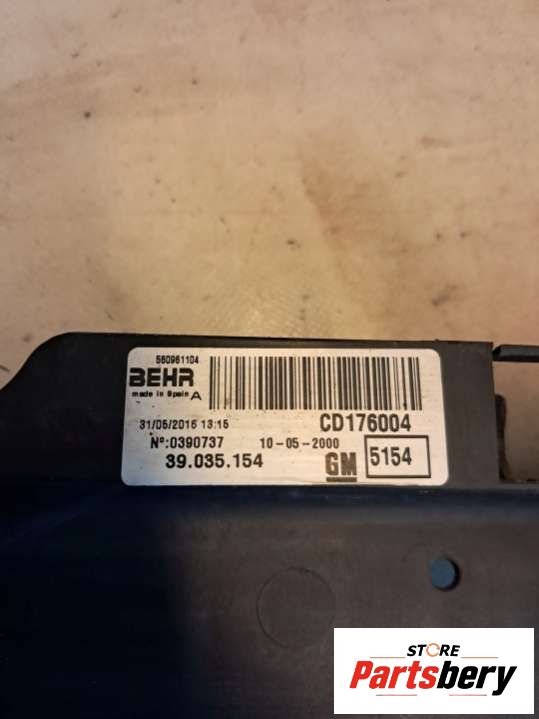 560961104
BEHR
made in Spain A
31/05/2016 13:15
CD176004
Nº:0390737
10-05-2000
39.035.154
GM
5154
STORE
Partsbery